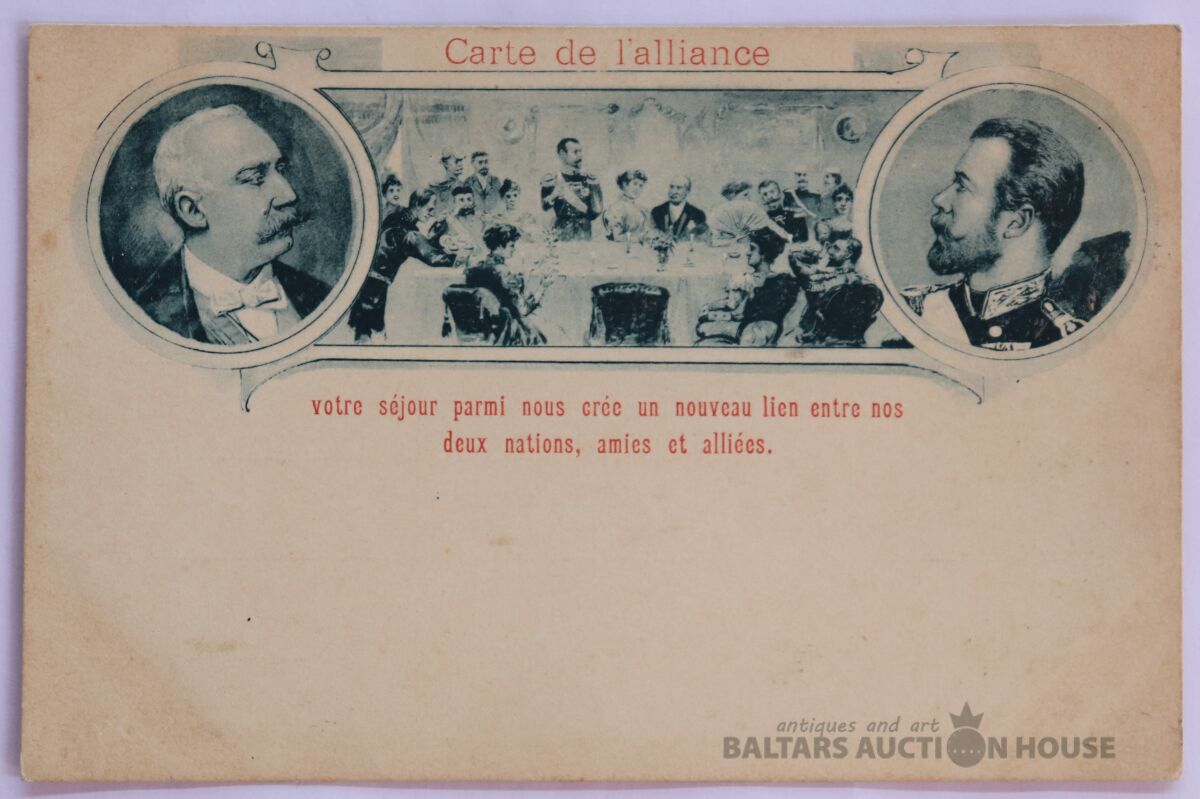 Carte de l'alliance
votre séjour parmi nous crée un nouveau lien entre nos
deux nations, amies et alliées.
antiques and art
BALTARS AUCTION HOUSE